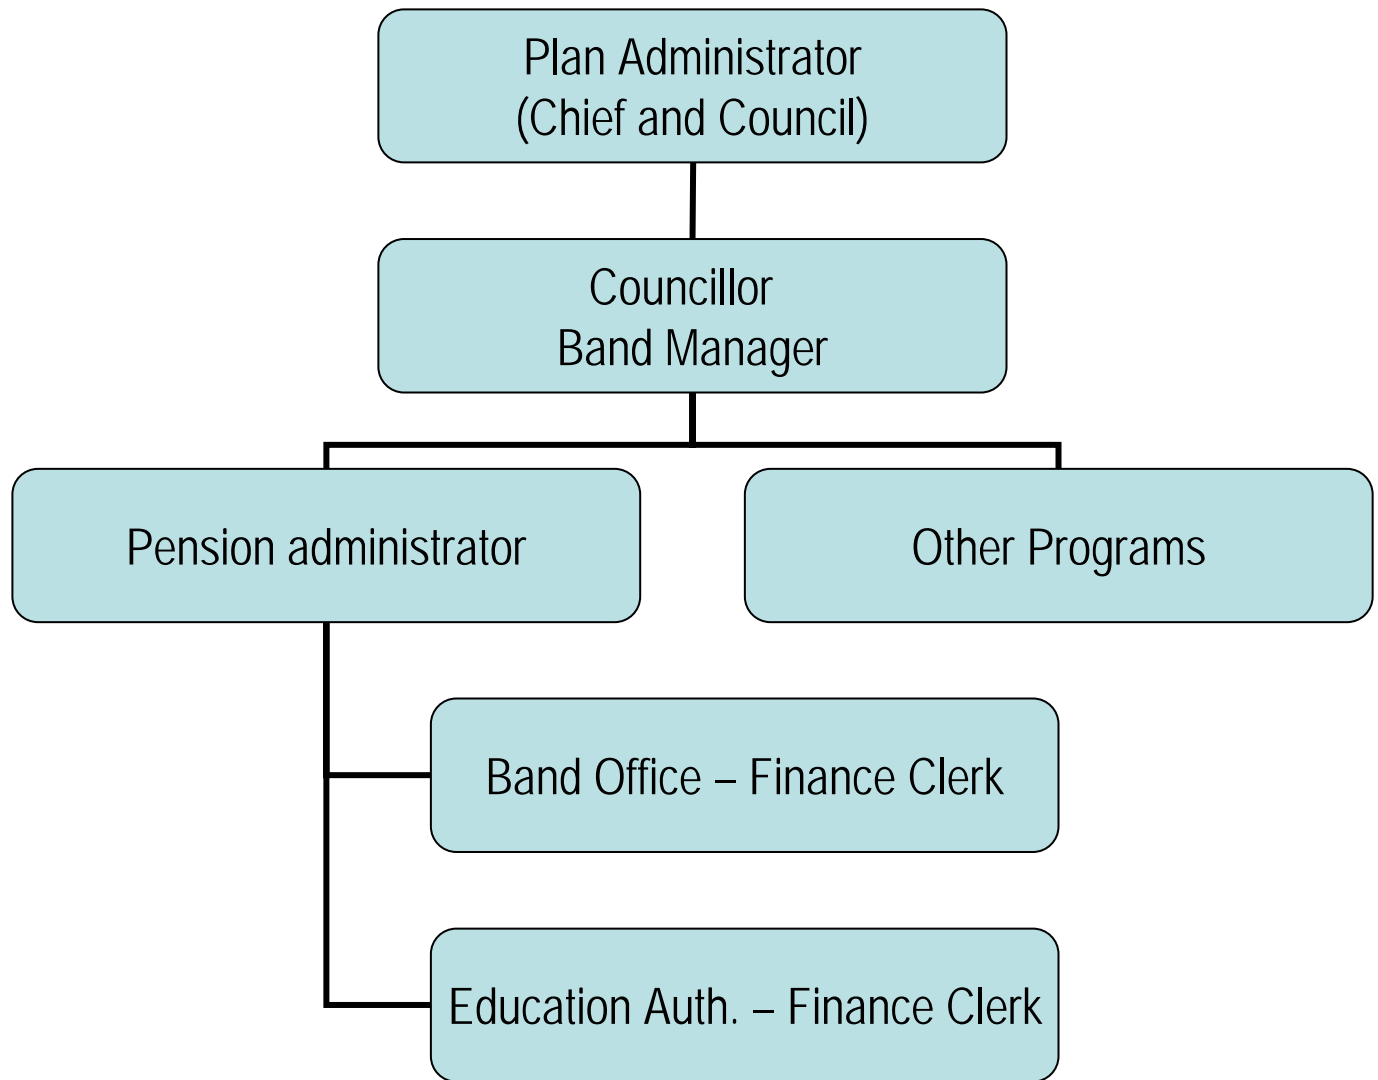 Plan Administrator
(Chief and Council)
Councillor
Band Manager
Pension administrator
Other Programs
Band Office – Finance Clerk
Education Auth. – Finance Clerk